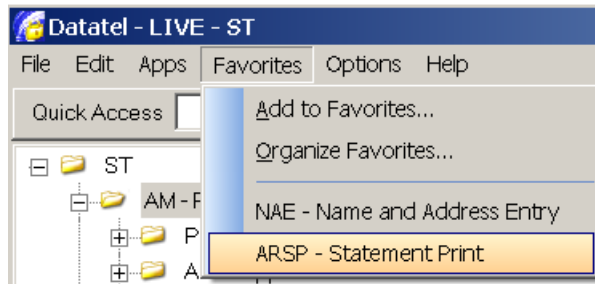 Datatel - LIVE - ST
File Edit Apps Favorites Options Help
Quick Access
Add to Favorites...
Organize Favorites...
ST
AM - F
NAE - Name and Address Entry
P
ARSP - Statement Print
A